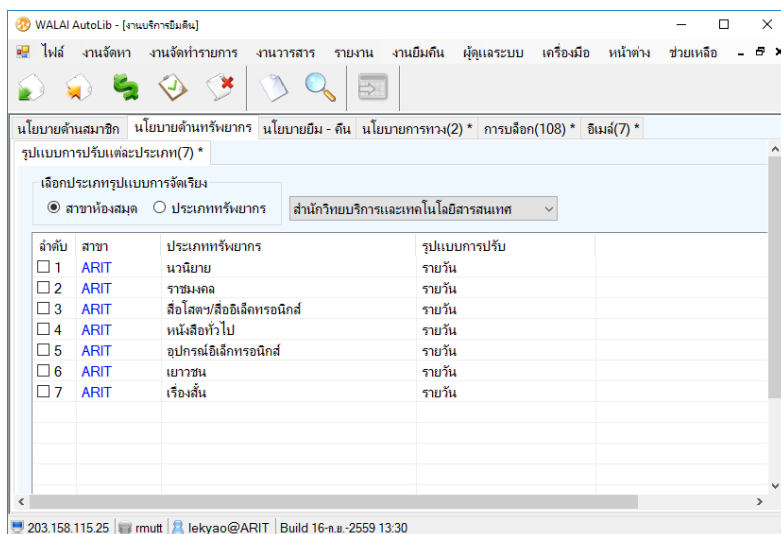 WALAI AutoLib - [งานบริการยืมคืน]
ไฟล์ งานจัดหา งานจัดทำรายการ งานวารสาร รายงาน งานยืมคืน ผู้ดูแลระบบ เครื่องมือ หน้าต่าง ช่วยเหลือ
นโยบายด้านสมาชิก นโยบายด้านทรัพยากร นโยบายยืม - คืน นโยบายการทวง(2) * การบล็อก(108) * อีเมล์(7) *
รูปแบบการปรับแต่ละประเภท(7) *
เลือกประเภทรูปแบบการจัดเรียง
สาขาห้องสมุด ประเภททรัพยากร สำนักวิทยบริการและเทคโนโลยีสารสนเทศ
ลำดับ สาขา ประเภททรัพยากร รูปแบบการปรับ
1 ARIT นวนิยาย รายวัน
2 ARIT ราชมงคล รายวัน
3 ARIT สื่อโสตฯ/สื่ออิเล็คทรอนิกส์ รายวัน
4 ARIT หนังสือทั่วไป รายวัน
5 ARIT อุปกรณ์อิเล็กทรอนิกส์ รายวัน
6 ARIT เยาวชน รายวัน
7 ARIT เรื่องสั้น รายวัน
203.158.115.25 rmutt lekyao@ARIT Build 16-ก.ย.-2559 13:30